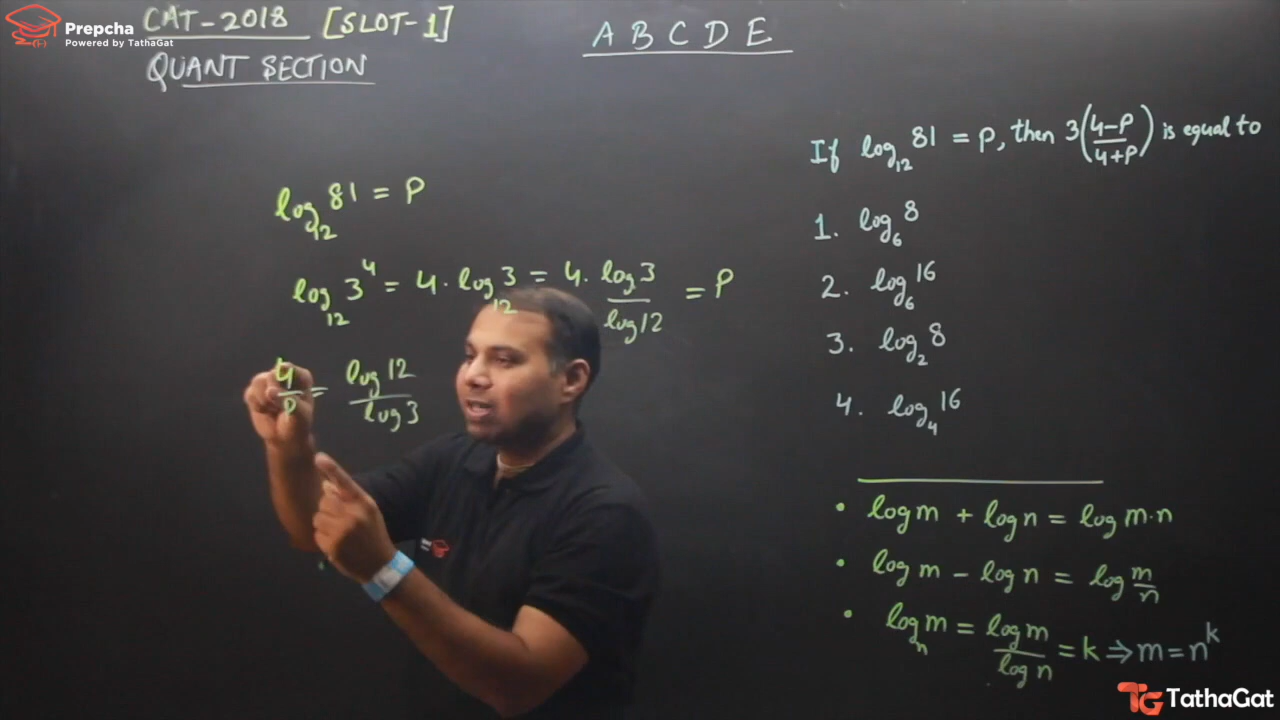 Prepcha
Powered by TathaGat
CAT-2018 [SLOT-1]
QUANT SECTION
A B C D E
log₁₂ 81 = P
log₁₂ 3⁴ = 4 · log₁₂ 3 = 4 · log 3 / log 12 = P
4/P = log 12 / log 3
If log₁₂ 81 = P, then 3((4-P)/(4+P)) is equal to
1. log₆ 8
2. log₆ 16
3. log₂ 8
4. log₄ 16
• log m + log n = log m·n
• log m - log n = log m/n
• logₙ m = log m / log n = k ⇒ m = nᵏ
TG TathaGat